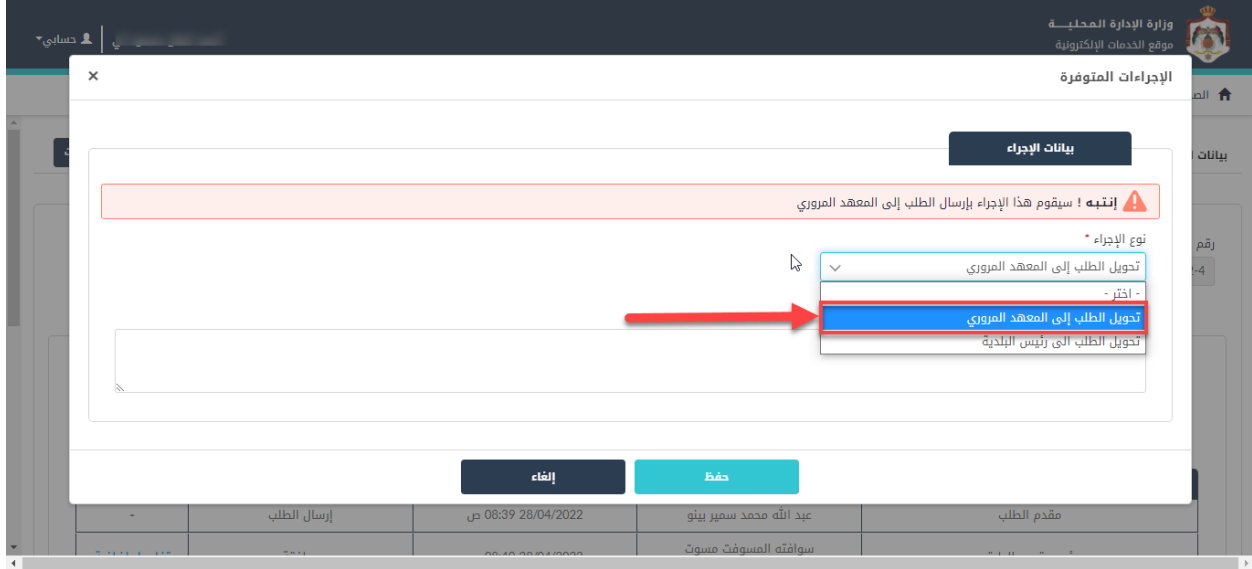 وزارة الإدارة المحليـــة
موقع الخدمات الإلكترونية
حسابي
الإجراءات المتوفرة
×
بيانات الإجراء
إنتبه ! سيقوم هذا الإجراء بإرسال الطلب إلى المعهد المروري
نوع الإجراء *
تحويل الطلب إلى المعهد المروري
- اختر -
تحويل الطلب إلى المعهد المروري
تحويل الطلب الى رئيس البلدية
رقم
بيانات
حفظ
إلغاء
مقدم الطلب
عبد الله محمد سمير بينو
28/04/2022 08:39 ص
إرسال الطلب
-